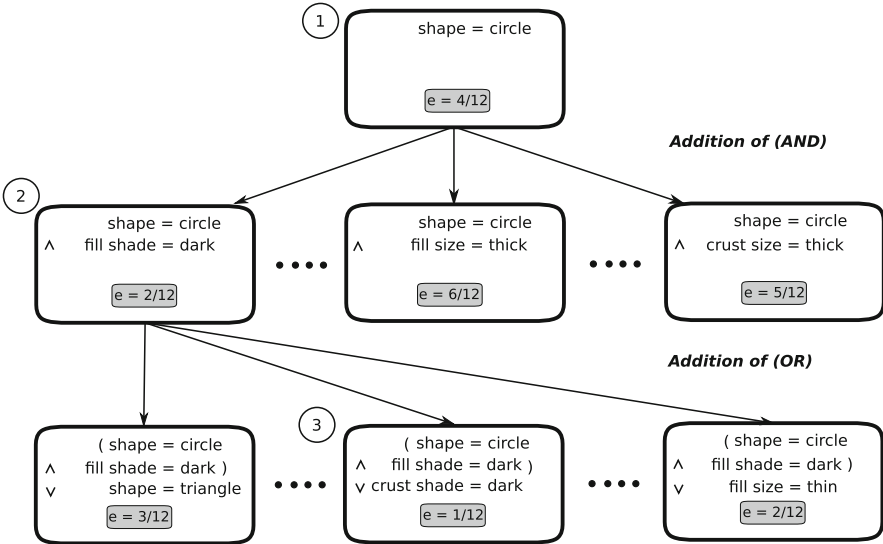 1
shape = circle
e = 4/12
Addition of (AND)
2
shape = circle
∧ fill shade = dark
e = 2/12
shape = circle
∧ fill size = thick
e = 6/12
shape = circle
∧ crust size = thick
e = 5/12
Addition of (OR)
( shape = circle
∧ fill shade = dark )
∨ shape = triangle
e = 3/12
3
( shape = circle
∧ fill shade = dark )
∨ crust shade = dark
e = 1/12
( shape = circle
∧ fill shade = dark )
∨ fill size = thin
e = 2/12